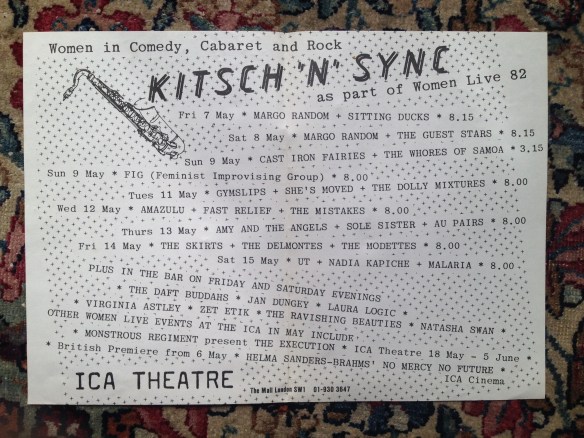 Women in Comedy, Cabaret and Rock
KITSCH 'N' SYNC
as part of Women Live 82
Fri 7 May * MARGO RANDOM + SITTING DUCKS * 8.15
Sat 8 May * MARGO RANDOM + THE GUEST STARS * 8.15
Sun 9 May * CAST IRON FAIRIES + THE WHORES OF SAMOA * 3.15
Sun 9 May * FIG (Feminist Improvising Group) * 8.00
Tues 11 May * GYMSLIPS + SHE'S MOVED + THE DOLLY MIXTURES * 8.00
Wed 12 May * AMAZULU + FAST RELIEF + THE MISTAKES * 8.00
Thurs 13 May * AMY AND THE ANGELS + SOLE SISTER + AU PAIRS * 8.00
Fri 14 May * THE SKIRTS + THE DELMONTES + THE MODETTES * 8.00
Sat 15 May * UT + NADIA KAPICHE + MALARIA * 8.00
PLUS IN THE BAR ON FRIDAY AND SATURDAY EVENINGS
* THE DAFT BUDDAHS * JAN DUNGEY * LAURA LOGIC *
* VIRGINIA ASTLEY * ZET ETIK * THE RAVISHING BEAUTIES * NATASHA SWAN *
OTHER WOMEN LIVE EVENTS AT THE ICA IN MAY INCLUDE
* MONSTROUS REGIMENT present THE EXECUTION * ICA Theatre 18 May - 5 June *
* British Premiere from 6 May * HELMA SANDERS-BRAHMS' NO MERCY NO FUTURE *
ICA Cinema
ICA THEATRE
The Mall London SW1 01-930 3647